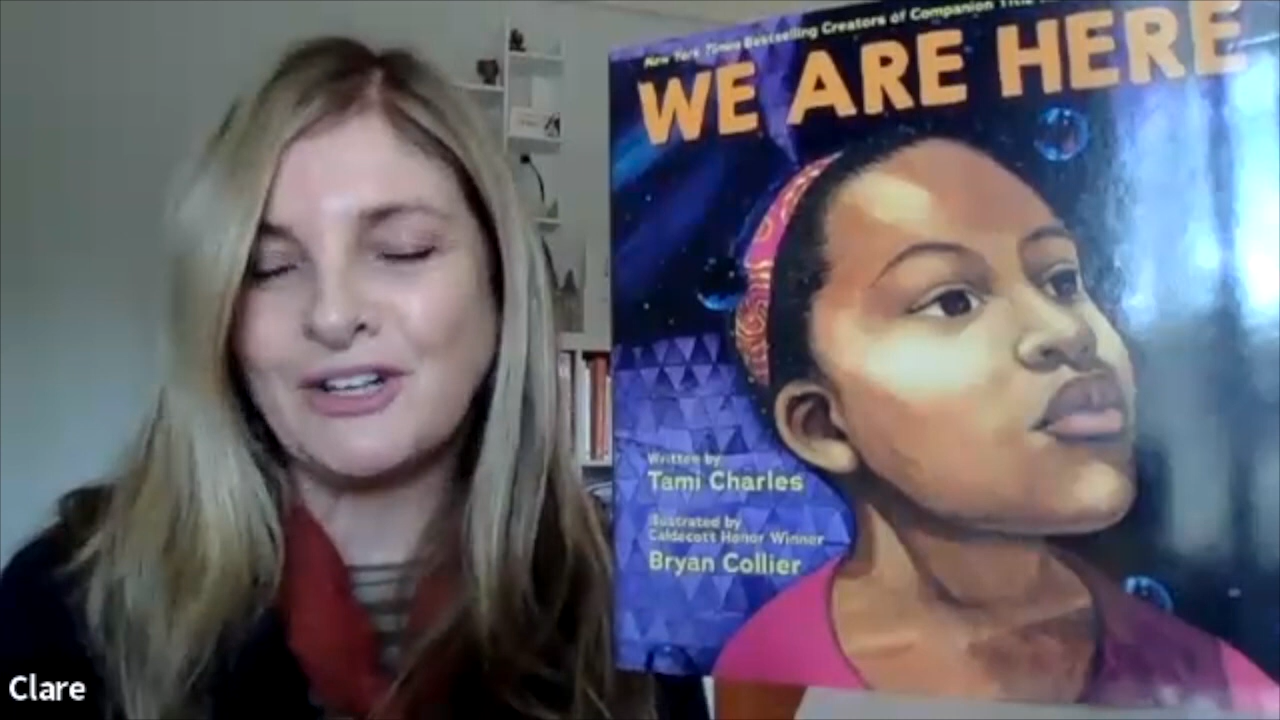 New York Times Bestselling Creators of Companion Title
WE ARE HERE
Written by
Tami Charles
Illustrated by
Caldecott Honor Winner
Bryan Collier
Clare